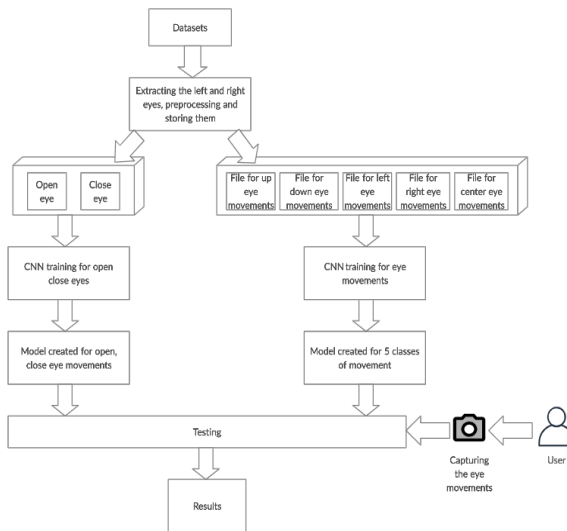 Datasets
Extracting the left and right
eyes, preprocessing and
storing them
Open
eye
Close
eye
File for up
eye
movements
File for
down eye
movements
File for left
eye
movements
File for
right eye
movements
File for
center eye
movements
CNN training for open
close eyes
CNN training for eye
movements
Model created for open,
close eye movements
Model created for 5 classes
of movement
Testing
Capturing
the eye
movements
User
Results